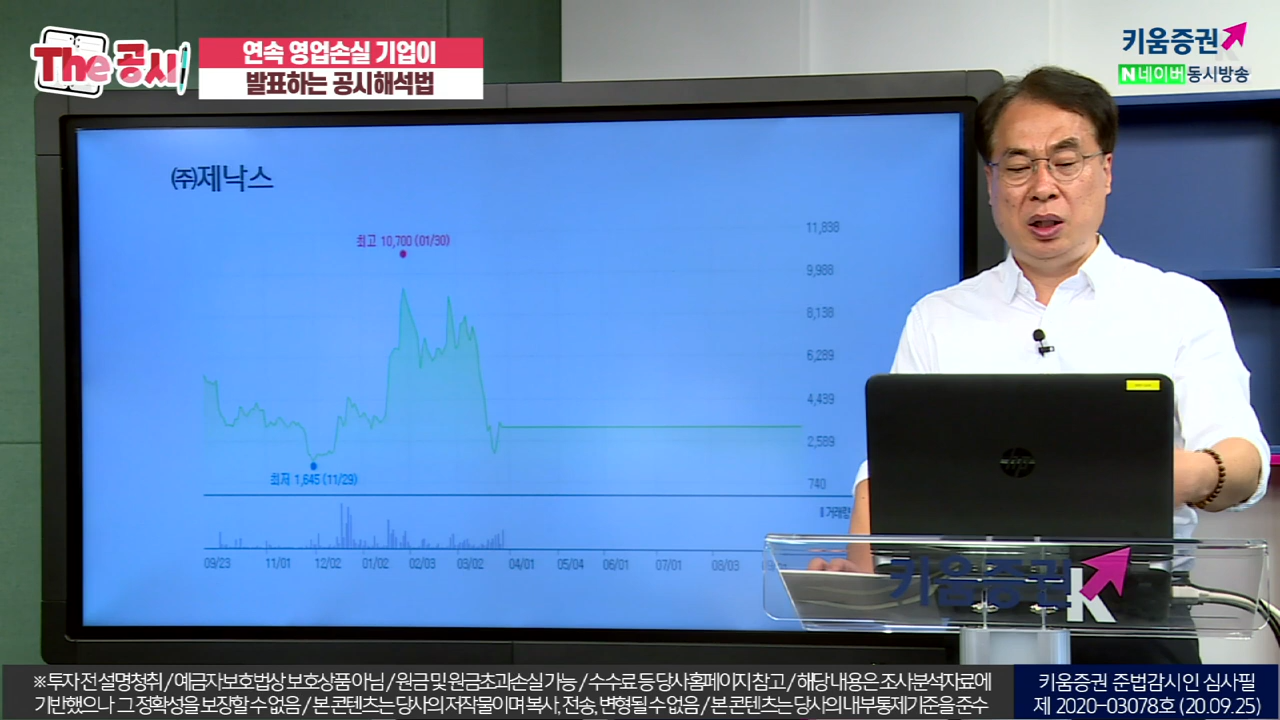 The 공시
연속 영업손실 기업이
발표하는 공시해석법
키움증권
N 네이버 동시방송
㈜제낙스
최고 10,700 (01/30)
11,838
9,988
8,138
6,289
4,439
2,589
740
최저 1,645 (11/29)
거래량
09/23 11/01 12/02 01/02 02/03 03/02 04/01 05/04 06/01 07/01 08/03
hp
키움증권
K
※ 투자 전 설명청취 / 예금자보호법상 보호상품 아님 / 원금 및 원금초과손실 가능 / 수수료 등 당사홈페이지 참고 / 해당 내용은 조사분석자료에
기반했으나 그 정확성을 보장할 수 없음 / 본 콘텐츠는 당사의 저작물이며 복사, 전송, 변형될 수 없음 / 본 콘텐츠는 당사의 내부통제기준을 준수
키움증권 준법감시인 심사필
제 2020-03078호 (20.09.25)